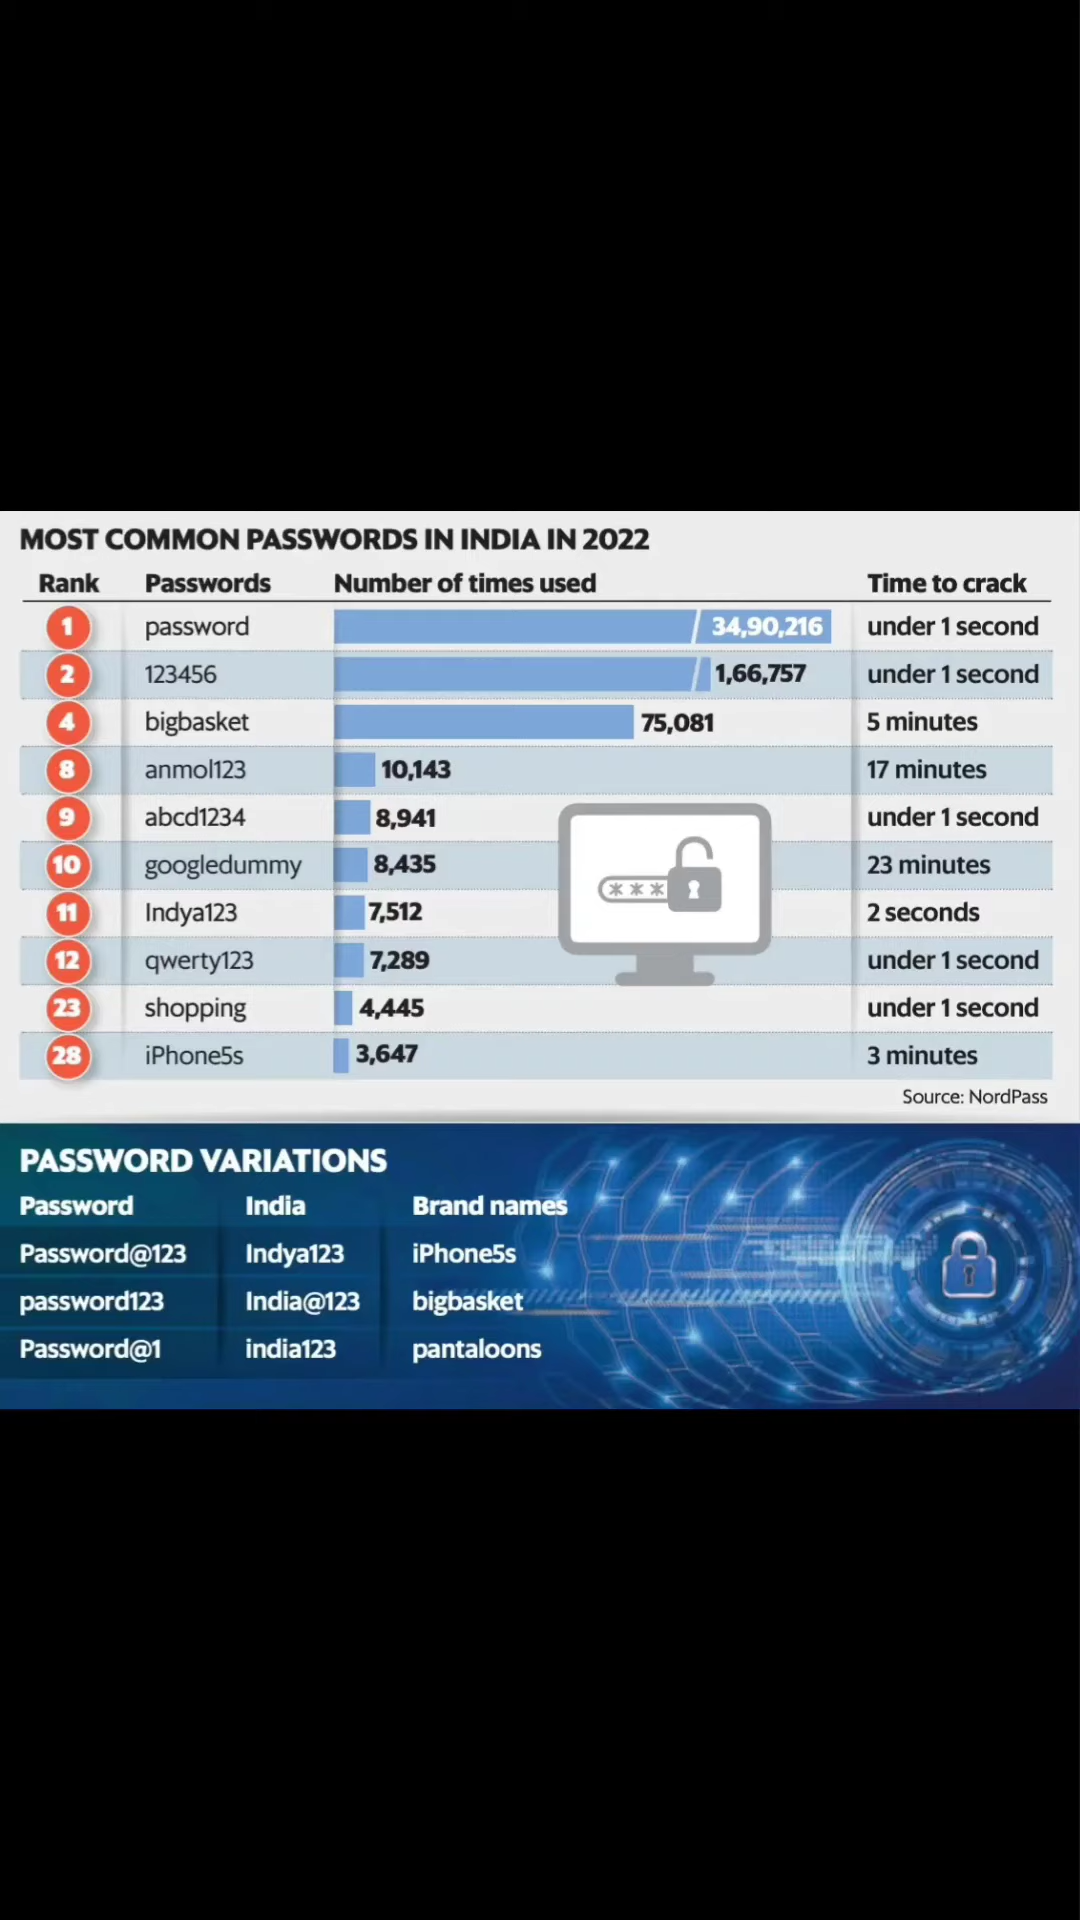 MOST COMMON PASSWORDS IN INDIA IN 2022
Rank Passwords Number of times used Time to crack
1 password 34,90,216 under 1 second
2 123456 1,66,757 under 1 second
4 bigbasket 75,081 5 minutes
8 anmol123 10,143 17 minutes
9 abcd1234 8,941 under 1 second
10 googledummy 8,435 23 minutes
11 Indya123 7,512 2 seconds
12 qwerty123 7,289 under 1 second
23 shopping 4,445 under 1 second
28 iPhone5s 3,647 3 minutes
Source: NordPass
PASSWORD VARIATIONS
Password India Brand names
Password@123 Indya123 iPhone5s
password123 India@123 bigbasket
Password@1 india123 pantaloons